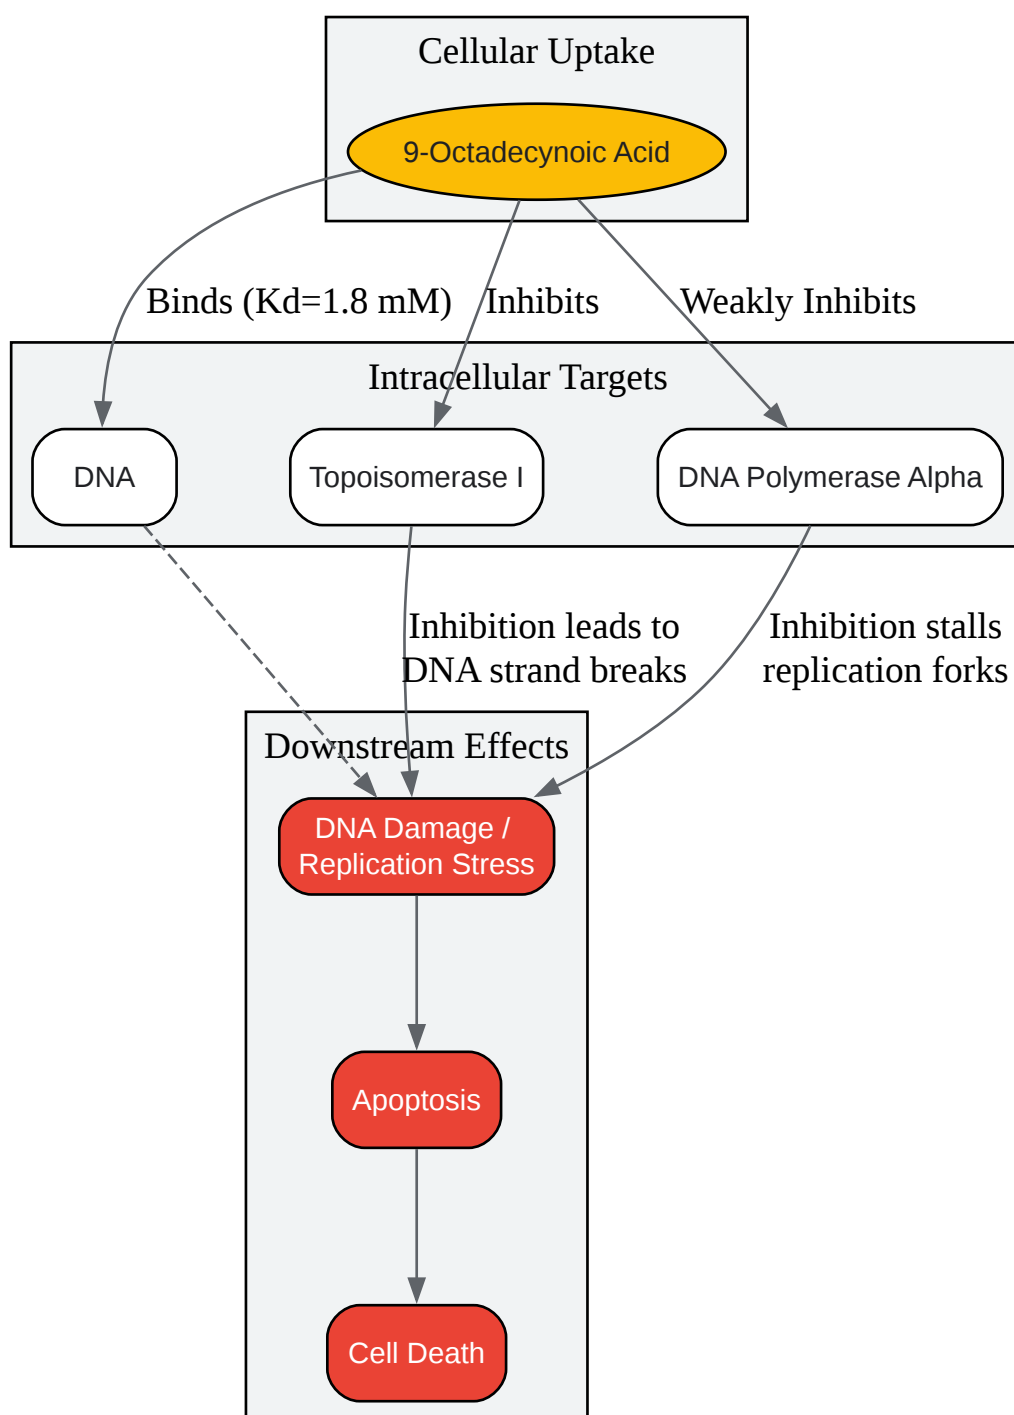 Cellular Uptake
9-Octadecynoic Acid
Binds (Kd=1.8 mM)
Inhibits
Weakly Inhibits
Intracellular Targets
DNA
Topoisomerase I
DNA Polymerase Alpha
Inhibition leads to
DNA strand breaks
Inhibition stalls
replication forks
Downstream Effects
DNA Damage /
Replication Stress
Apoptosis
Cell Death